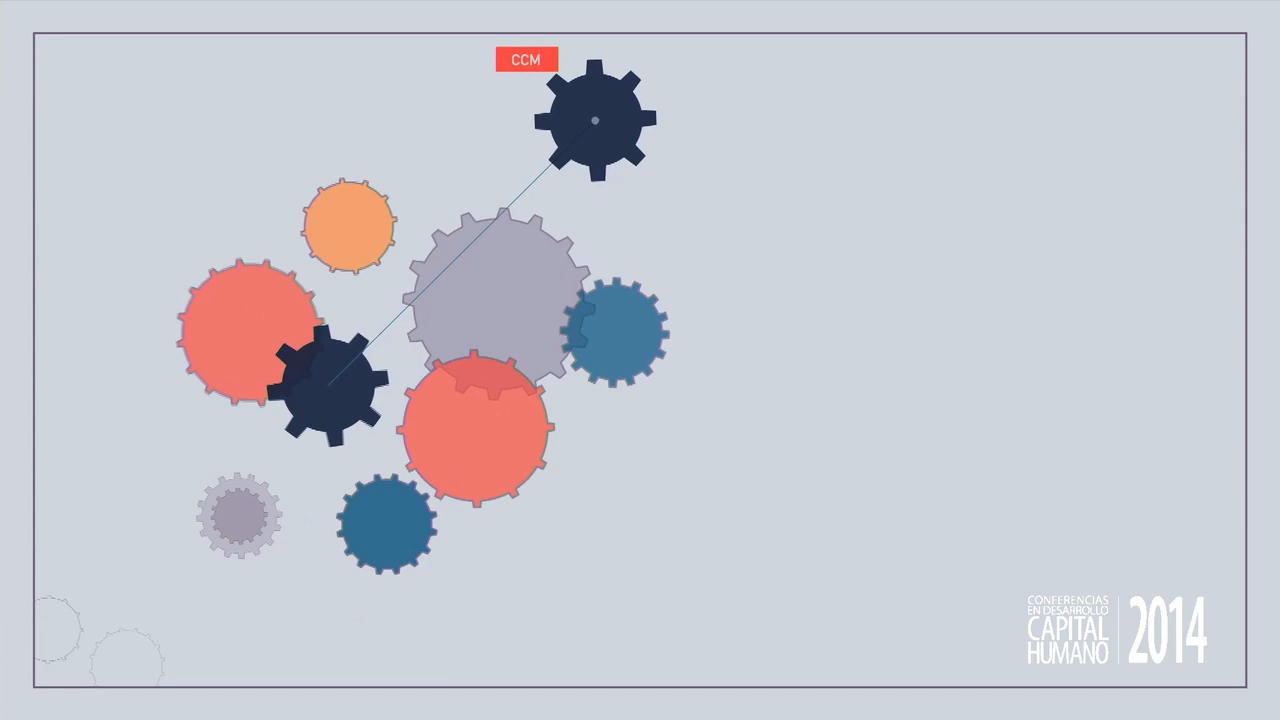 CCM
CONFERENCIAS
EN DESARROLLO
CAPITAL
HUMANO
2014